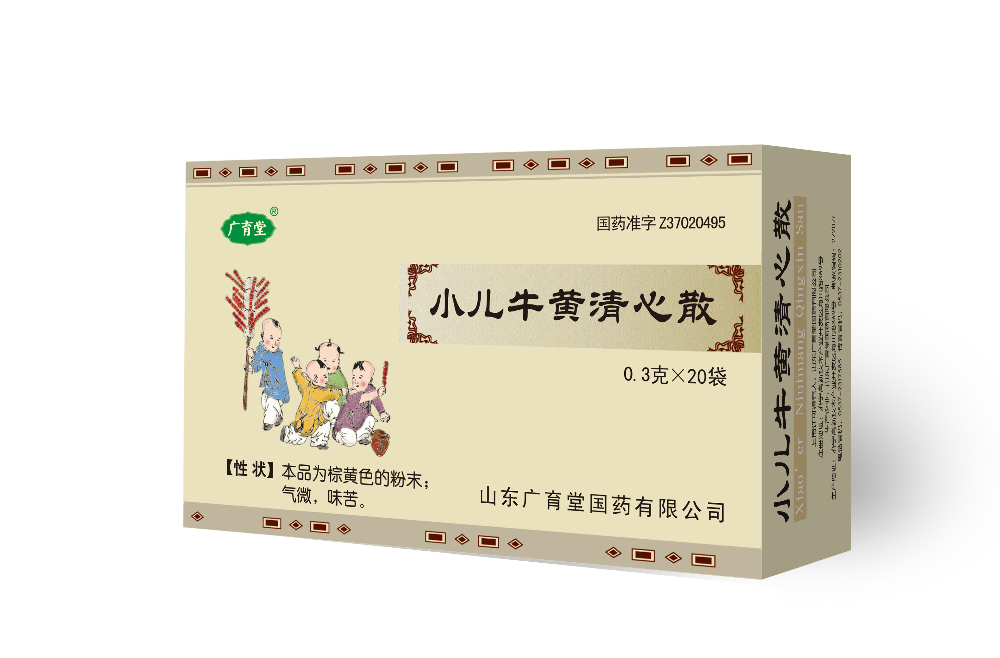 广育堂®
国药准字 Z37020495
小儿牛黄清心散
0.3克×20袋
【性 状】本品为棕黄色的粉末；
气微，味苦。
山东广育堂国药有限公司
小儿牛黄清心散
Xiao’er Niuhuang Qingxin San
上市许可持有人：山东广育堂国药有限公司
注册地址：济宁高新技术产业开发区海川路369号
生产企业：山东广育堂国药有限公司
生产地址：济宁高新技术产业开发区海川路369号 邮政编码：272071
电话号码：0537-2317585 传真号码：0537-2310202